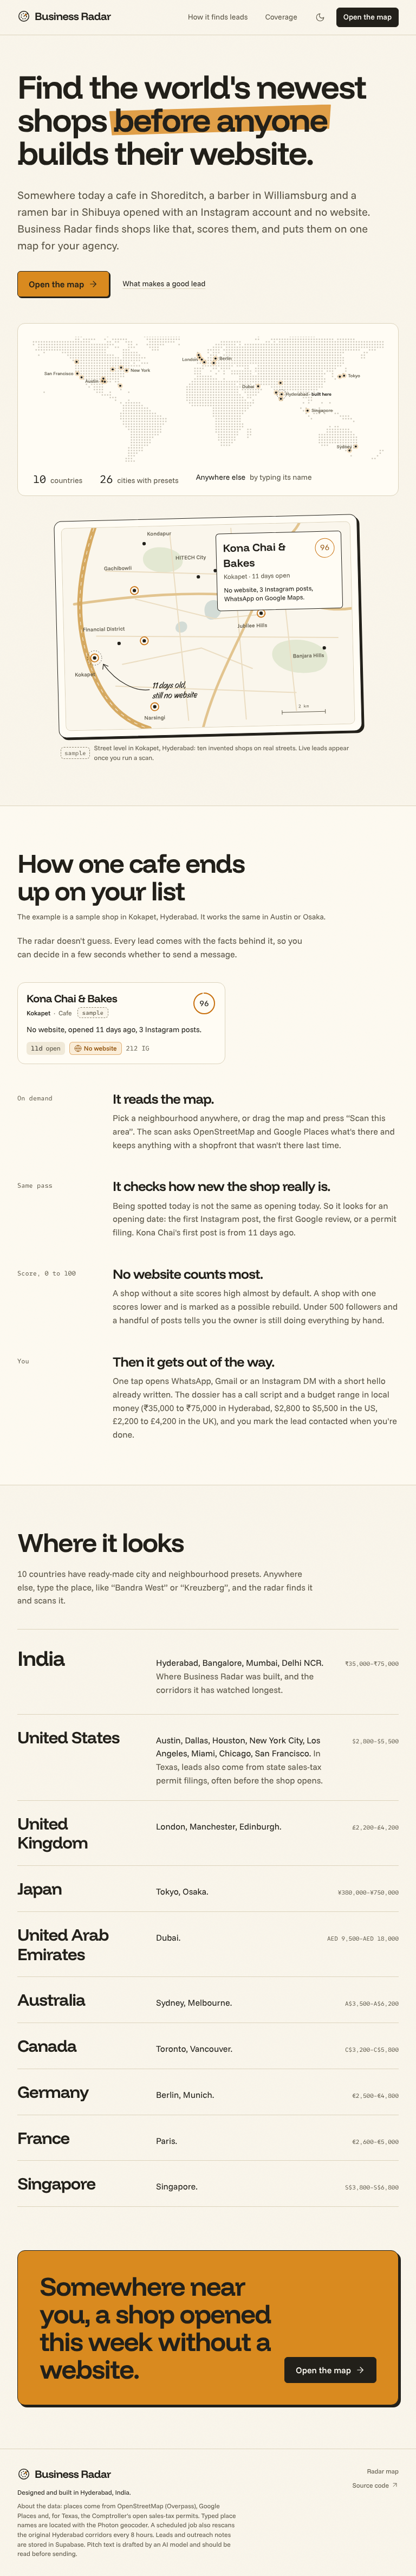 Business Radar
How it finds leads
Coverage
Open the map
Find the world's newest
shops before anyone
builds their website.
Somewhere today a cafe in Shoreditch, a barber in Williamsburg and a
ramen bar in Shibuya opened with an Instagram account and no website.
Business Radar finds shops like that, scores them, and puts them on one
map for your agency.
Open the map
What makes a good lead
London
Berlin
San Francisco
New York
Tokyo
Austin
Dubai
Hyderabad · built here
Singapore
Sydney
10 countries
26 cities with presets
Anywhere else by typing its name
Kondapur
HITECH City
Gachibowli
Kona Chai &
Bakes
96
Kokapet · 11 days open
No website, 3 Instagram posts,
WhatsApp on Google Maps.
Financial District
Jubilee Hills
Banjara Hills
Kokapet
11 days old,
still no website
Narsingi
2 km
sample
Street level in Kokapet, Hyderabad: ten invented shops on real streets. Live leads appear
once you run a scan.
How one cafe ends
up on your list
The example is a sample shop in Kokapet, Hyderabad. It works the same in Austin or Osaka.
The radar doesn't guess. Every lead comes with the facts behind it, so you
can decide in a few seconds whether to send a message.
Kona Chai & Bakes
96
Kokapet · Cafe sample
No website, opened 11 days ago, 3 Instagram posts.
11d open
No website
212 IG
On demand
It reads the map.
Pick a neighbourhood anywhere, or drag the map and press “Scan this
area”. The scan asks OpenStreetMap and Google Places what's there and
keeps anything with a shopfront that wasn't there last time.
Same pass
It checks how new the shop really is.
Being spotted today is not the same as opening today. So it looks for an
opening date: the first Instagram post, the first Google review, or a permit
filing. Kona Chai's first post is from 11 days ago.
Score, 0 to 100
No website counts most.
A shop without a site scores high almost by default. A shop with one
scores lower and is marked as a possible rebuild. Under 500 followers and
a handful of posts tells you the owner is still doing everything by hand.
You
Then it gets out of the way.
One tap opens WhatsApp, Gmail or an Instagram DM with a short hello
already written. The dossier has a call script and a budget range in local
money (₹35,000 to ₹75,000 in Hyderabad, $2,800 to $5,500 in the US,
£2,200 to £4,200 in the UK), and you mark the lead contacted when you're
done.
Where it looks
10 countries have ready-made city and neighbourhood presets. Anywhere
else, type the place, like “Bandra West” or “Kreuzberg”, and the radar finds it
and scans it.
India
Hyderabad, Bangalore, Mumbai, Delhi NCR.
Where Business Radar was built, and the
corridors it has watched longest.
₹35,000–₹75,000
United States
Austin, Dallas, Houston, New York City, Los
Angeles, Miami, Chicago, San Francisco. In
Texas, leads also come from state sales-tax
permit filings, often before the shop opens.
$2,800–$5,500
United
Kingdom
London, Manchester, Edinburgh.
£2,200–£4,200
Japan
Tokyo, Osaka.
¥380,000–¥750,000
United Arab
Emirates
Dubai.
AED 9,500–AED 18,000
Australia
Sydney, Melbourne.
A$3,500–A$6,200
Canada
Toronto, Vancouver.
C$3,200–C$5,800
Germany
Berlin, Munich.
€2,500–€4,800
France
Paris.
€2,600–€5,000
Singapore
Singapore.
S$3,800–S$6,800
Somewhere near
you, a shop opened
this week without a
website.
Open the map
Business Radar
Designed and built in Hyderabad, India.
About the data: places come from OpenStreetMap (Overpass), Google
Places and, for Texas, the Comptroller's open sales-tax permits. Typed place
names are located with the Photon geocoder. A scheduled job also rescans
the original Hyderabad corridors every 8 hours. Leads and outreach notes
are stored in Supabase. Pitch text is drafted by an AI model and should be
read before sending.
Radar map
Source code